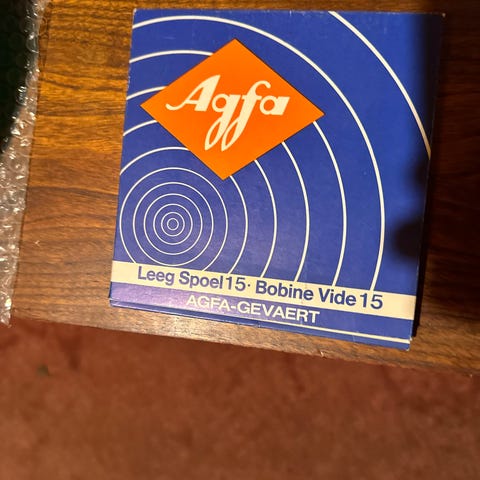 Agfa
Leeg Spoel 15 · Bobine Vide 15
AGFA-GEVAERT